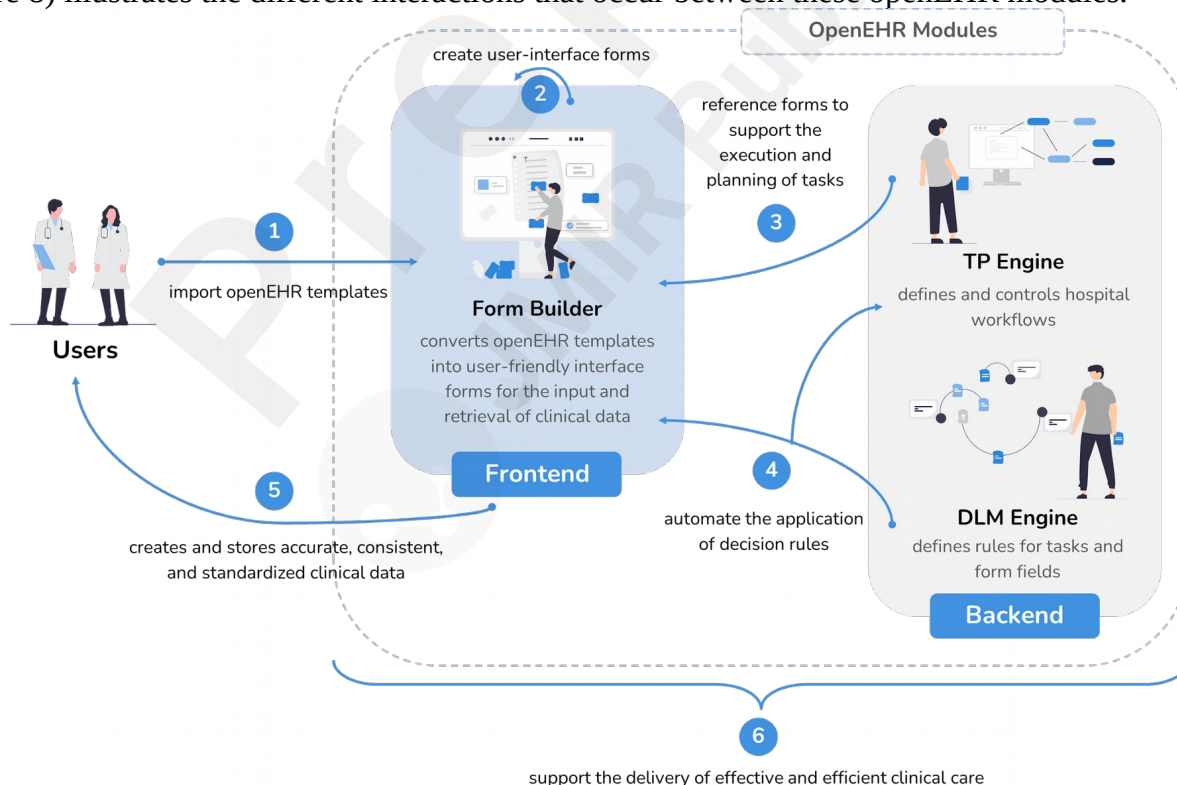 re 8) illustrates the different interactions that occur between these openEHR modules.
OpenEHR Modules
create user-interface forms
2
reference forms to
support the
execution and
planning of tasks
3
1
import openEHR templates
Users
Form Builder
converts openEHR templates
into user-friendly interface
forms for the input and
retrieval of clinical data
Frontend
TP Engine
defines and controls hospital
workflows
4
automate the application
of decision rules
DLM Engine
defines rules for tasks and
form fields
Backend
5
creates and stores accurate, consistent,
and standardized clinical data
6
support the delivery of effective and efficient clinical care
Prepr
JMIR Pub